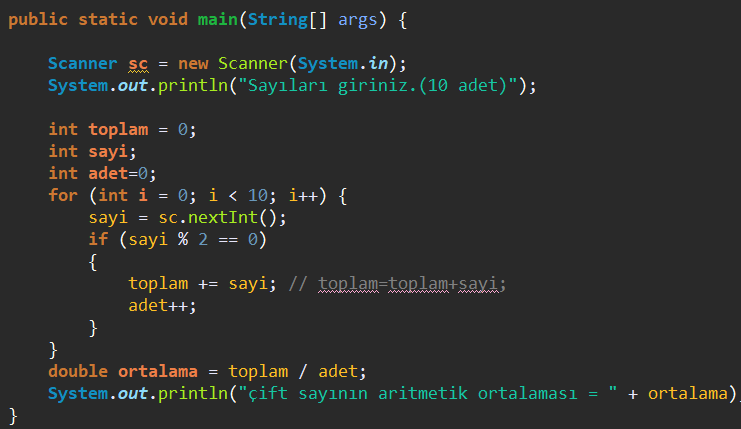 public static void main(String[] args) {
Scanner sc = new Scanner(System.in);
System.out.println("Sayıları giriniz.(10 adet)");
int toplam = 0;
int sayi;
int adet=0;
for (int i = 0; i < 10; i++) {
sayi = sc.nextInt();
if (sayi % 2 == 0)
{
toplam += sayi; // toplam=toplam+sayi;
adet++;
}
}
double ortalama = toplam / adet;
System.out.println("çift sayının aritmetik ortalaması = " + ortalama)
}